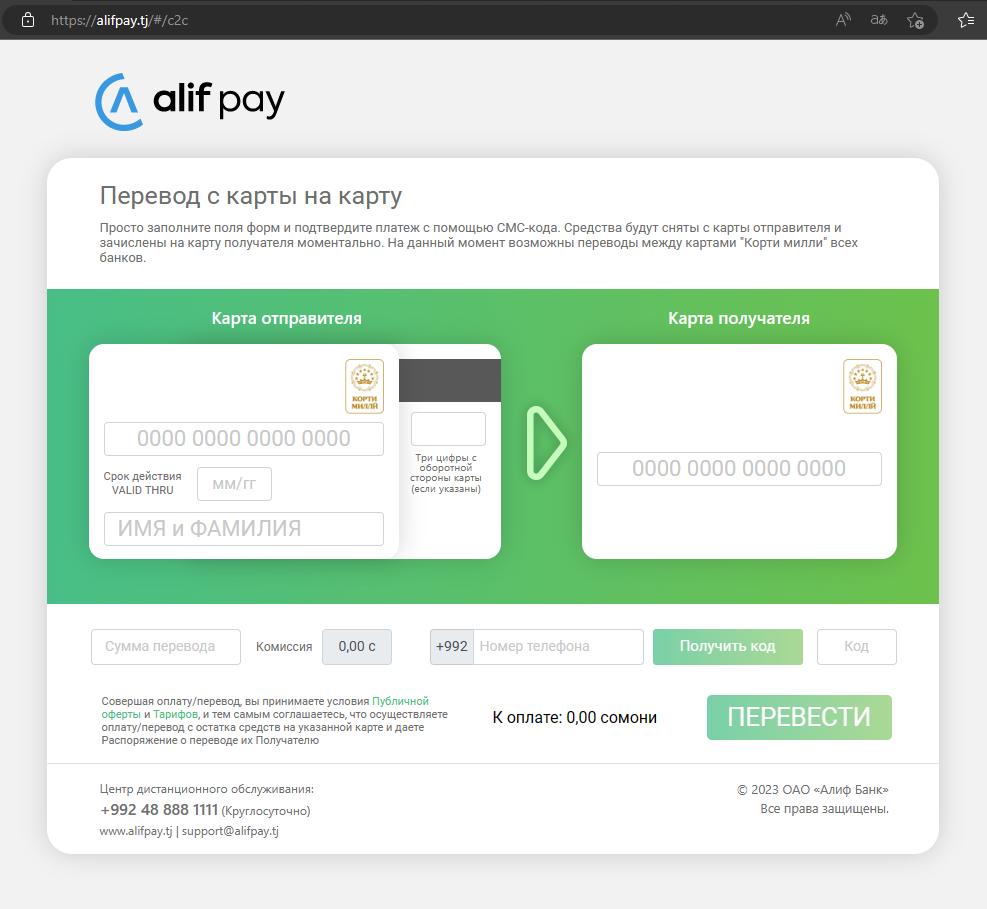 https://alifpay.tj/#/c2c
alif pay
Перевод с карты на карту
Просто заполните поля форм и подтвердите платеж с помощью СМС-кода. Средства будут сняты с карты отправителя и
зачислены на карту получателя моментально. На данный момент возможны переводы между картами "Корти милли" всех
банков.
Карта отправителя
КОРТИ
МИЛЛӢ
0000 0000 0000 0000
Срок действия
VALID THRU
мм/гг
ИМЯ и ФАМИЛИЯ
Три цифры с
оборотной
стороны карты
(если указаны)
Карта получателя
КОРТИ
МИЛЛӢ
0000 0000 0000 0000
Сумма перевода
Комиссия
0,00 с
+992
Номер телефона
Получить код
Код
Совершая оплату/перевод, вы принимаете условия Публичной
оферты и Тарифов, и тем самым соглашаетесь, что осуществляете
оплату/перевод с остатка средств на указанной карте и даете
Распоряжение о переводе их Получателю
К оплате: 0,00 сомони
ПЕРЕВЕСТИ
Центр дистанционного обслуживания:
+992 48 888 1111 (Круглосуточно)
www.alifpay.tj | support@alifpay.tj
© 2023 ОАО «Алиф Банк»
Все права защищены.